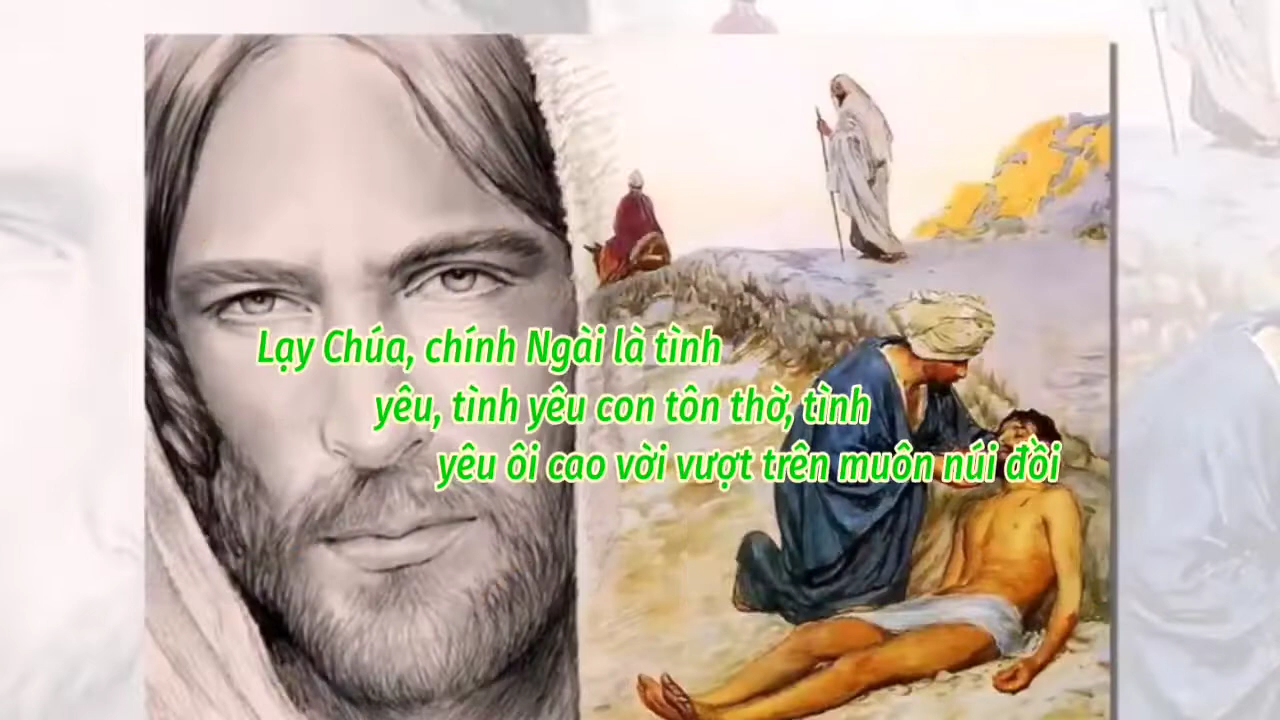 Lạy Chúa, chính Ngài là tình
yêu, tình yêu con tôn thờ, tình
yêu ôi cao vời vượt trên muôn núi đồi